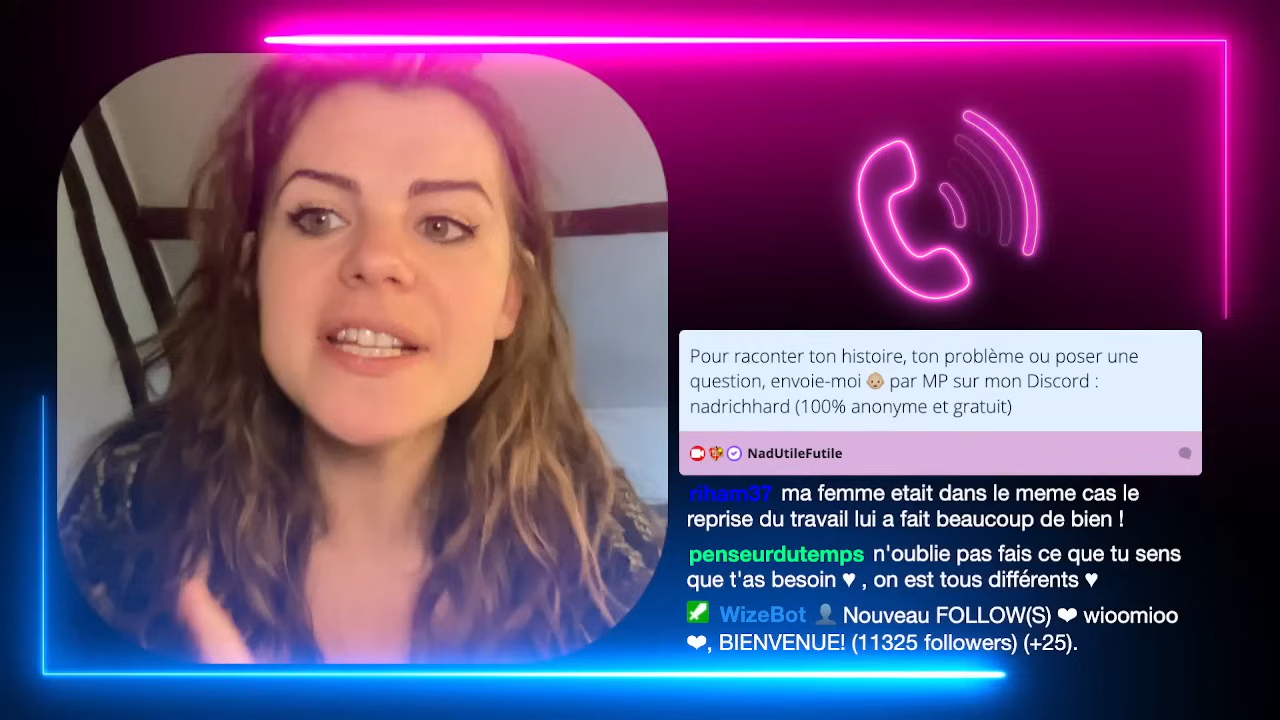 Pour raconter ton histoire, ton problème ou poser une
question, envoie-moi 👶🏼 par MP sur mon Discord :
nadrichhard (100% anonyme et gratuit)
NadUtileFutile
riham37 ma femme etait dans le meme cas le
reprise du travail lui a fait beaucoup de bien !
penseurdutemps n'oublie pas fais ce que tu sens
que t'as besoin ♥ , on est tous différents ♥
WizeBot 👤 Nouveau FOLLOW(S) ❤ wioomioo
❤, BIENVENUE! (11325 followers) (+25).